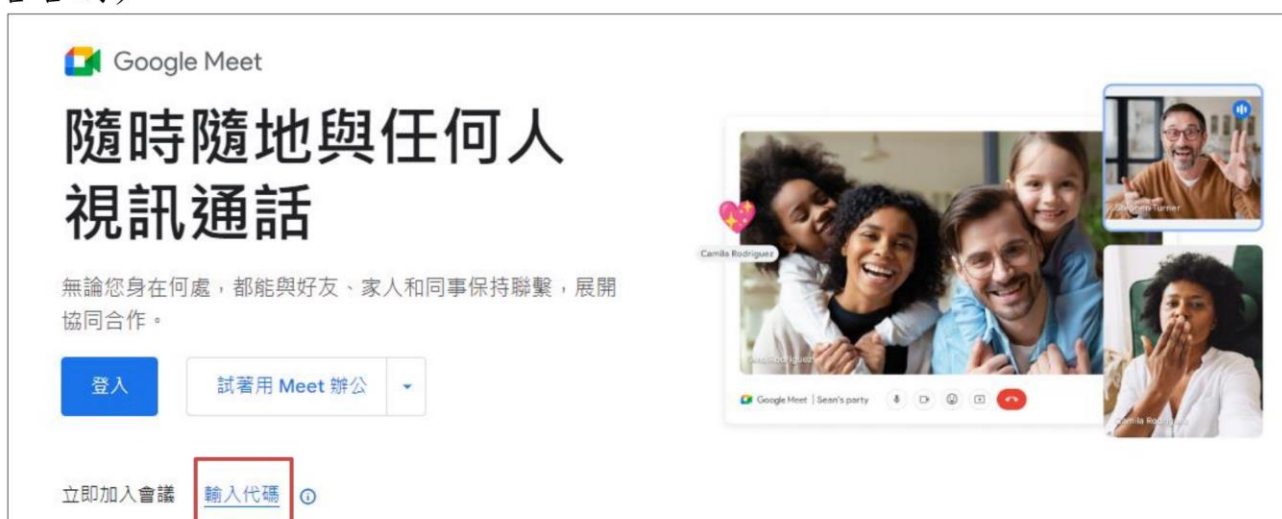 Google Meet
隨時隨地與任何人
視訊通話
無論您身在何處，都能與好友、家人和同事保持聯繫，展開
協同合作。
登入
試著用 Meet 辦公
立即加入會議 輸入代碼
Camila Rodriguez
Stephen Turner
Google Meet | Sean's party